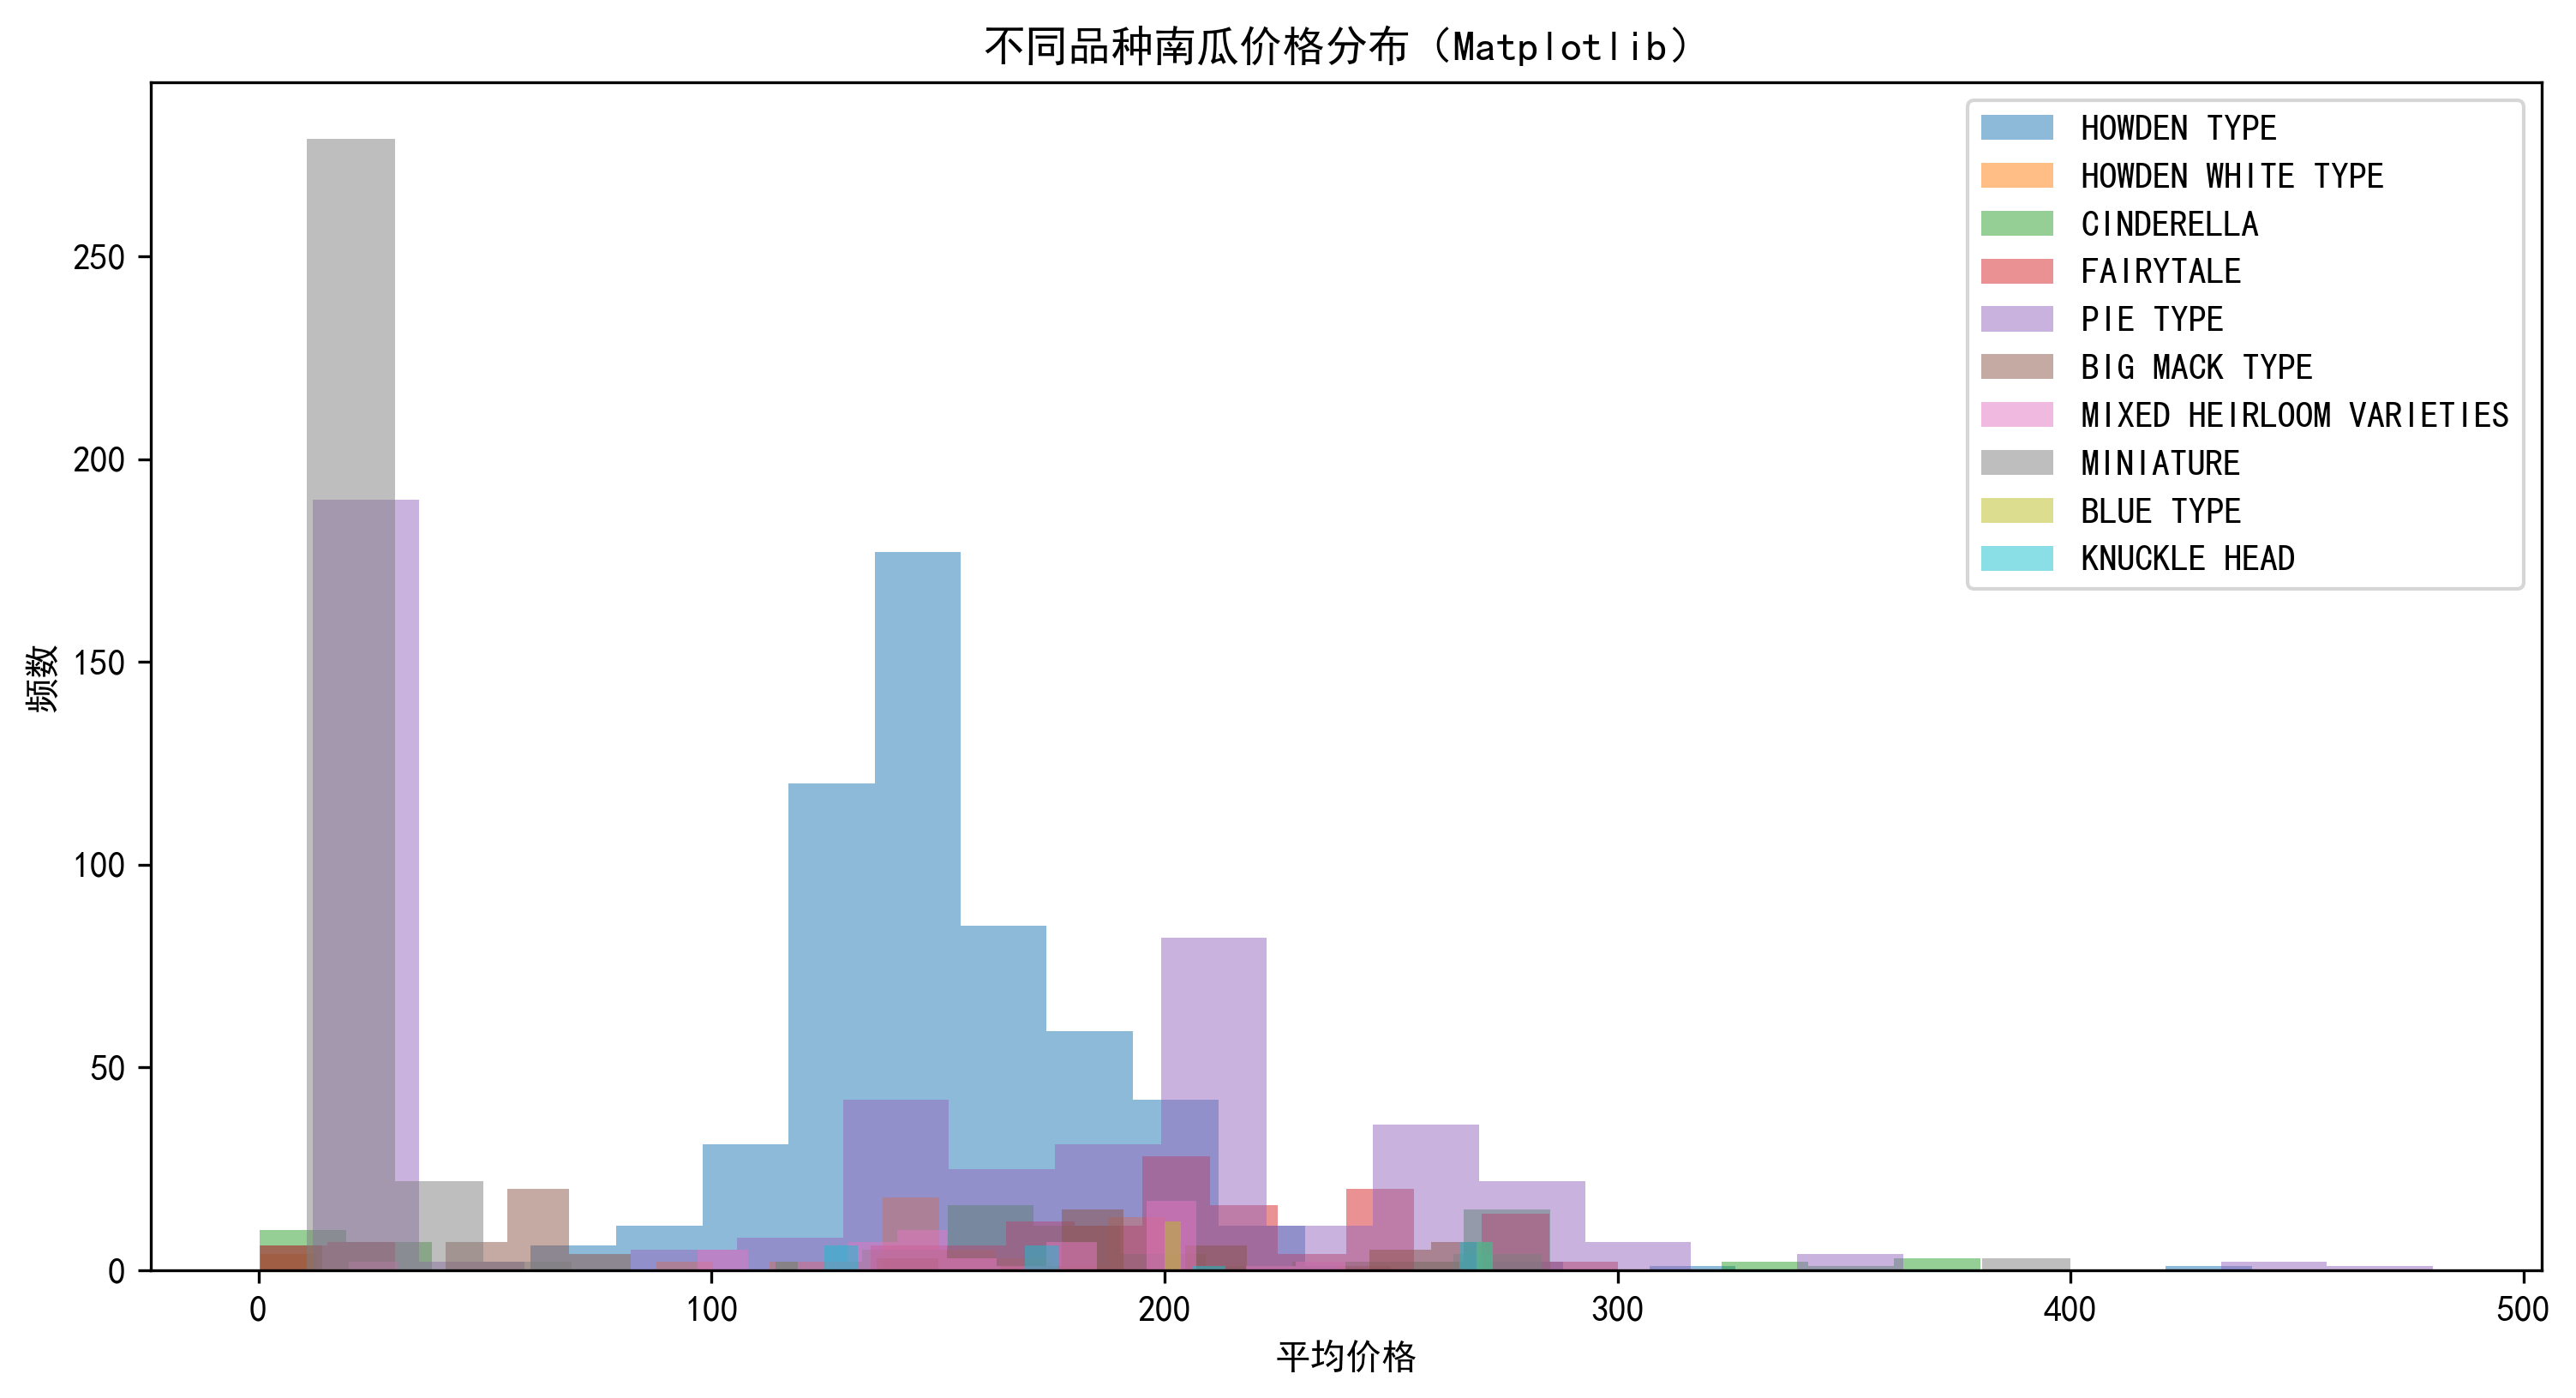 不同品种南瓜价格分布（Matplotlib）
HOWDEN TYPE
HOWDEN WHITE TYPE
CINDERELLA
FAIRYTALE
PIE TYPE
BIG MACK TYPE
MIXED HEIRLOOM VARIETIES
MINIATURE
BLUE TYPE
KNUCKLE HEAD
频数
250
200
150
100
50
0
0 100 200 300 400 500
平均价格